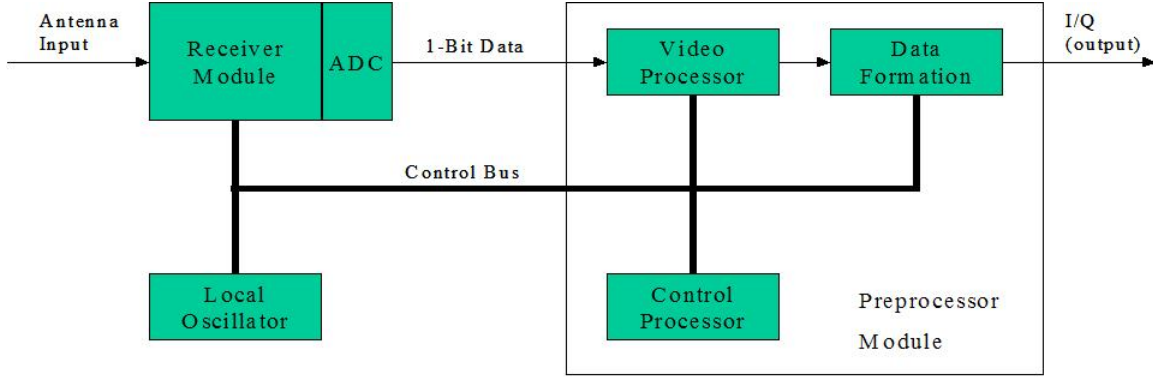 Antenna
Input
Receiver
Module
ADC
1-Bit Data
Video
Processor
Data
Formation
I/Q
(output)
Control Bus
Local
Oscillator
Control
Processor
Preprocessor
Module